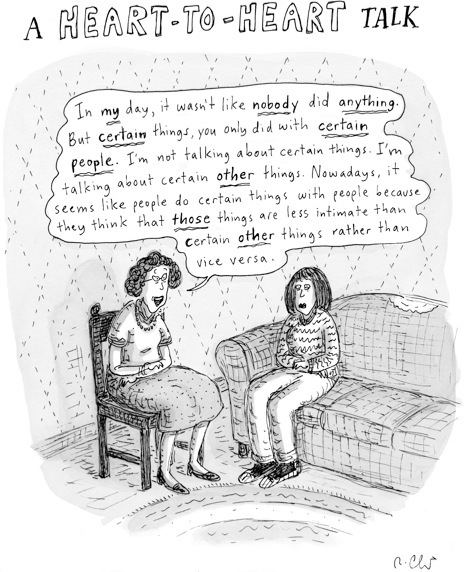 A HEART-TO-HEART TALK
In my day, it wasn't like nobody did anything.
But certain things, you only did with certain
people. I'm not talking about certain things. I'm
talking about certain other things. Nowadays, it
seems like people do certain things with people because
they think that those things are less intimate than
certain other things rather than
vice versa.